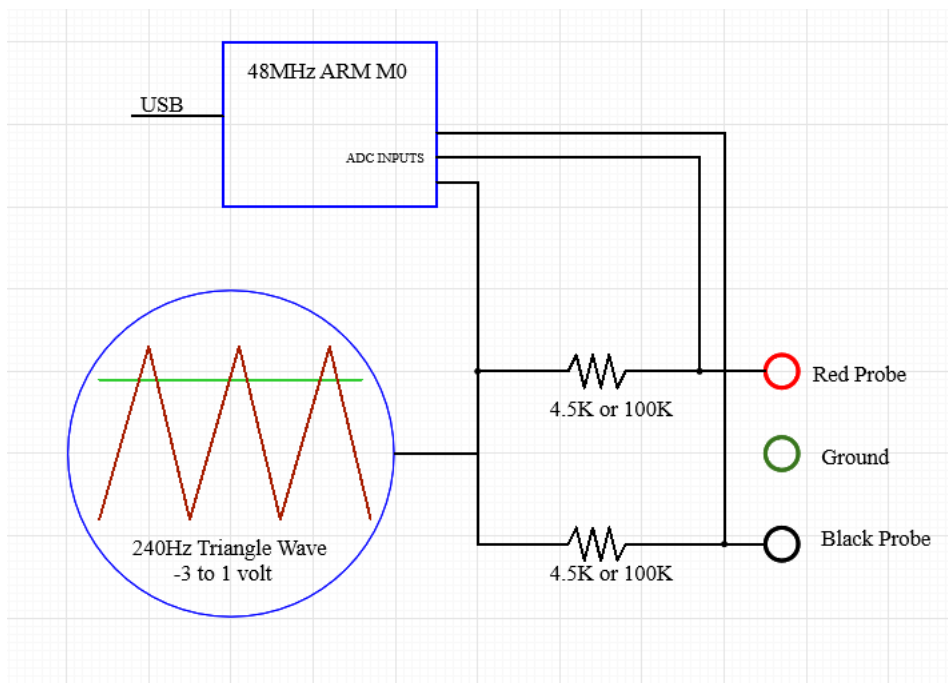 48MHz ARM M0
USB
ADC INPUTS
Red Probe
4.5K or 100K
Ground
Black Probe
240Hz Triangle Wave
-3 to 1 volt
4.5K or 100K